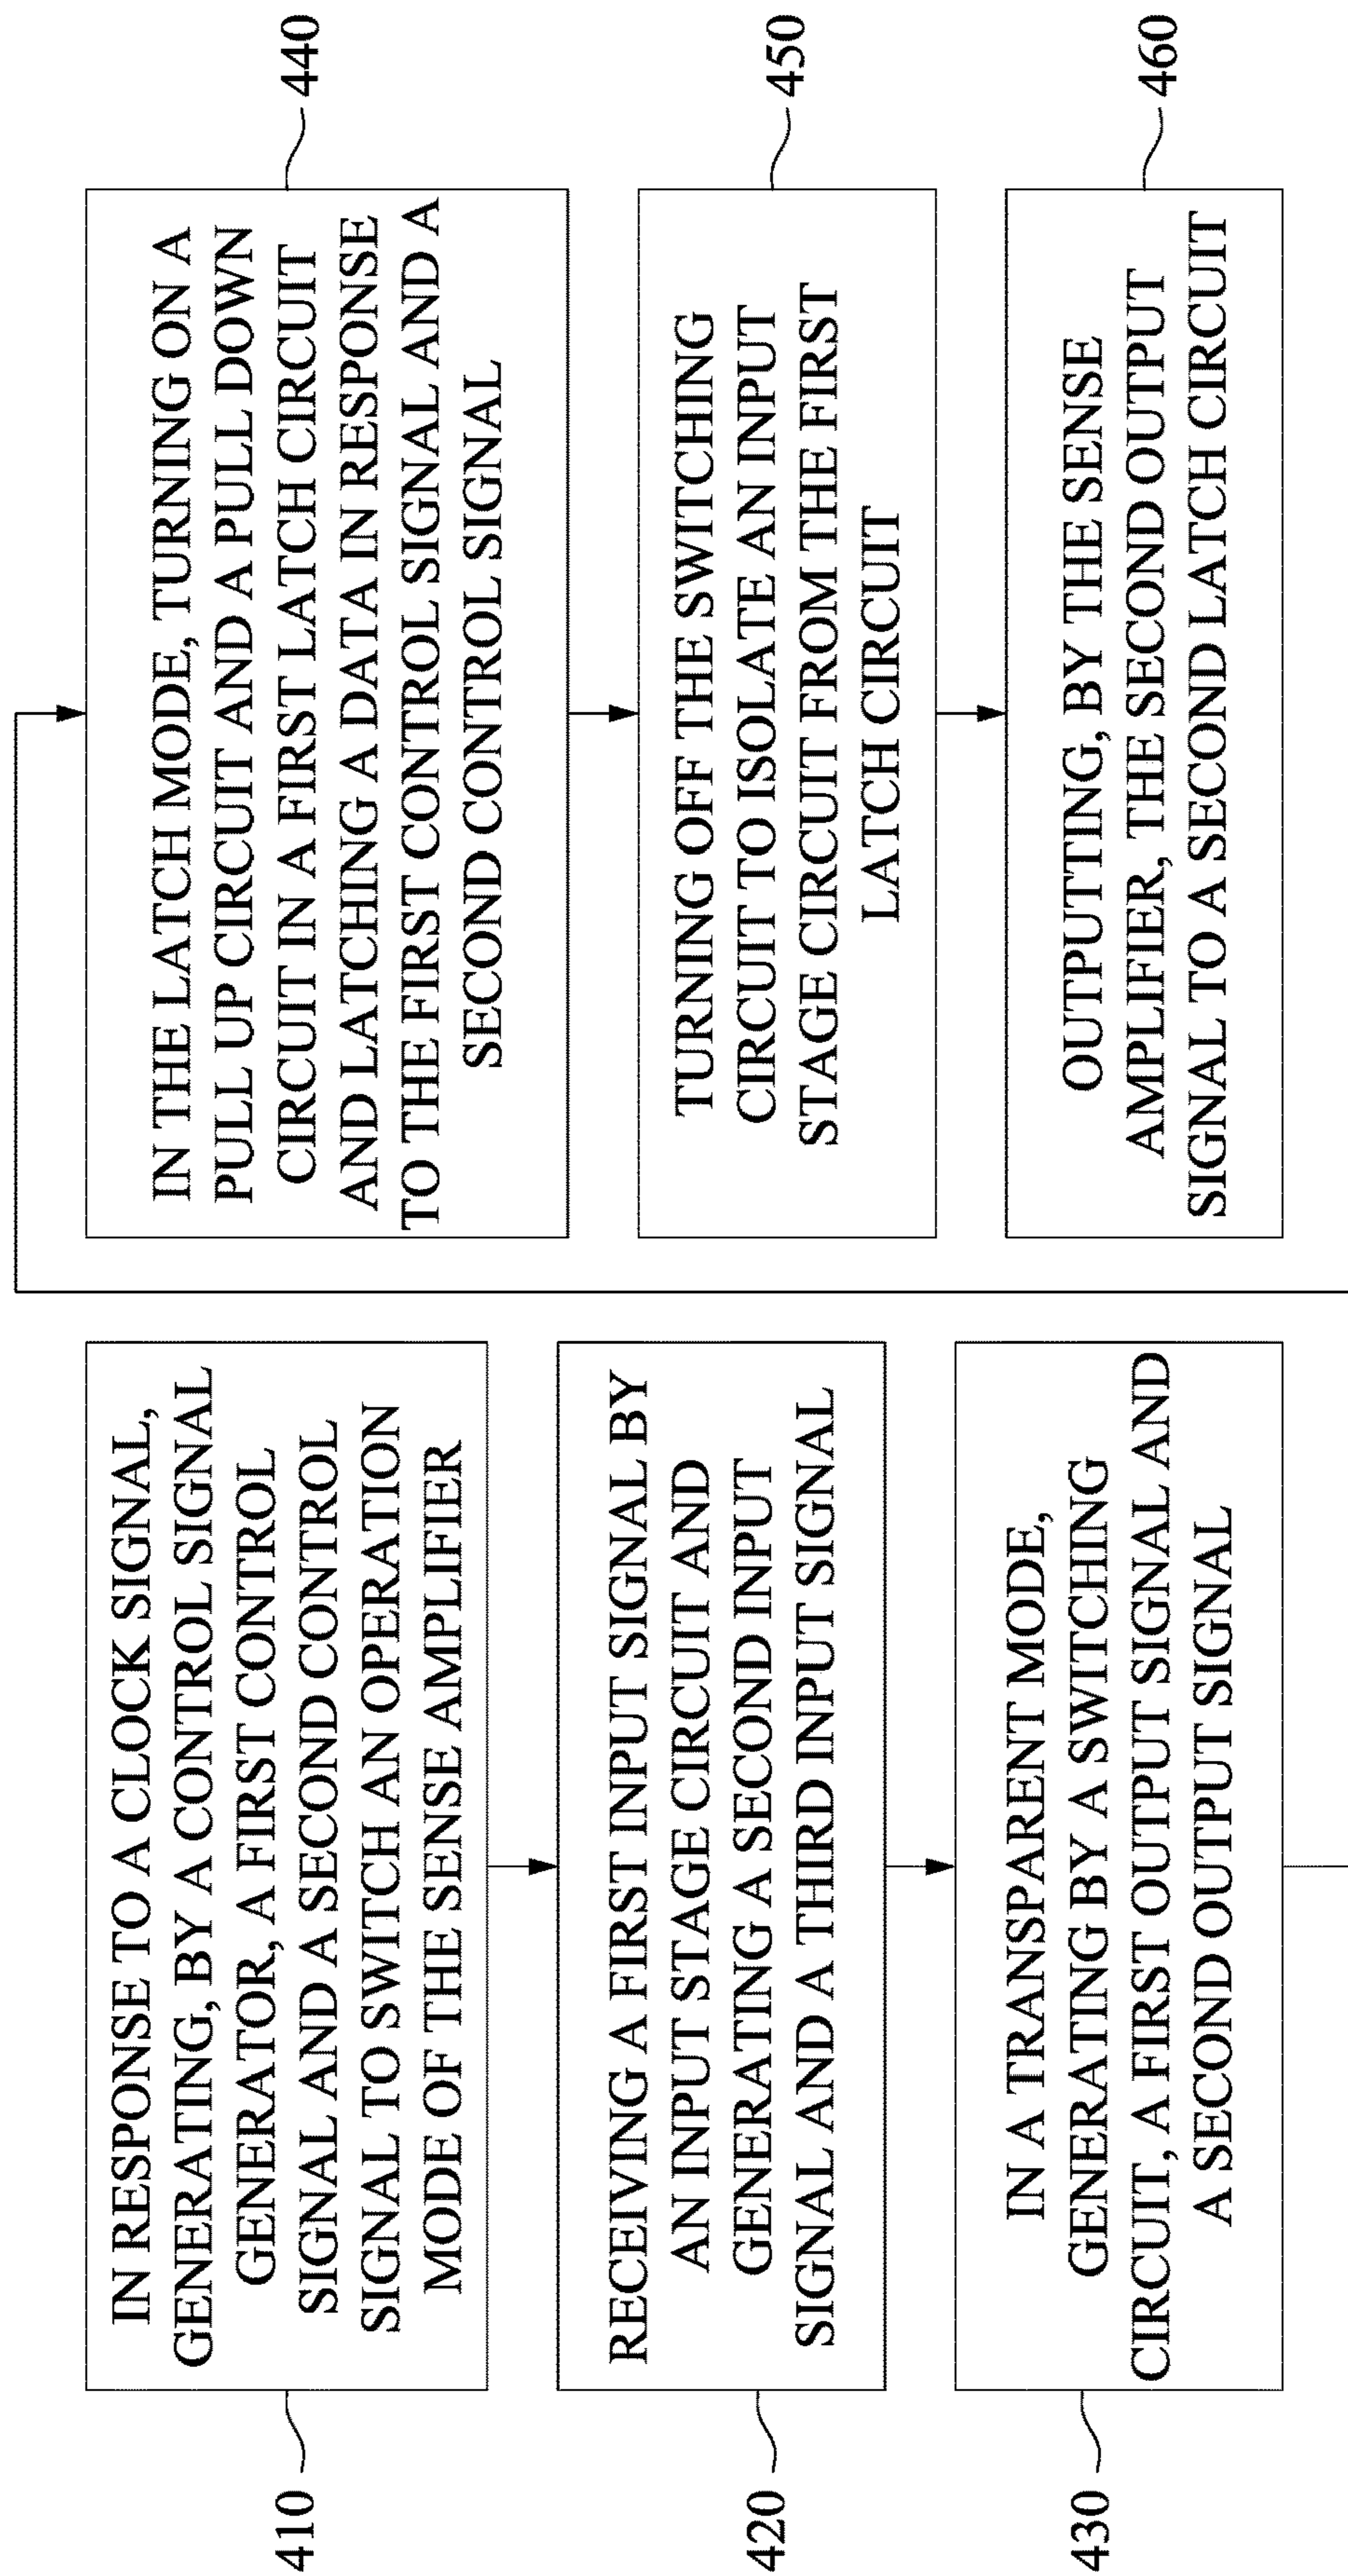 410
IN RESPONSE TO A CLOCK SIGNAL,
GENERATING, BY A CONTROL SIGNAL
GENERATOR, A FIRST CONTROL
SIGNAL AND A SECOND CONTROL
SIGNAL TO SWITCH AN OPERATION
MODE OF THE SENSE AMPLIFIER
420
RECEIVING A FIRST INPUT SIGNAL BY
AN INPUT STAGE CIRCUIT AND
GENERATING A SECOND INPUT
SIGNAL AND A THIRD INPUT SIGNAL
430
IN A TRANSPARENT MODE,
GENERATING BY A SWITCHING
CIRCUIT, A FIRST OUTPUT SIGNAL AND
A SECOND OUTPUT SIGNAL
IN THE LATCH MODE, TURNING ON A
PULL UP CIRCUIT AND A PULL DOWN
CIRCUIT IN A FIRST LATCH CIRCUIT
AND LATCHING A DATA IN RESPONSE
TO THE FIRST CONTROL SIGNAL AND A
SECOND CONTROL SIGNAL
440
TURNING OFF THE SWITCHING
CIRCUIT TO ISOLATE AN INPUT
STAGE CIRCUIT FROM THE FIRST
LATCH CIRCUIT
450
OUTPUTTING, BY THE SENSE
AMPLIFIER, THE SECOND OUTPUT
SIGNAL TO A SECOND LATCH CIRCUIT
460